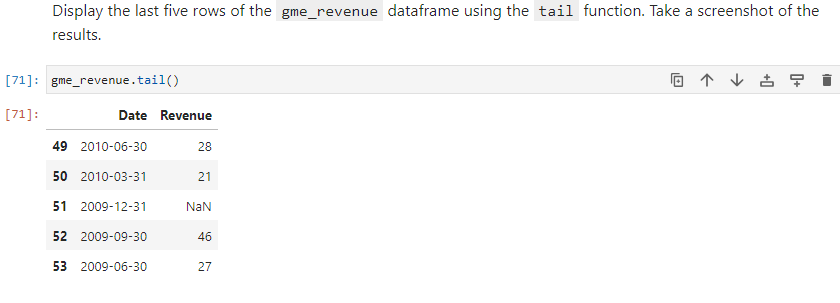 Display the last five rows of the gme_revenue dataframe using the tail function. Take a screenshot of the
results.
[71]: gme_revenue.tail()
[71]: Date Revenue
49 2010-06-30 28
50 2010-03-31 21
51 2009-12-31 NaN
52 2009-09-30 46
53 2009-06-30 27